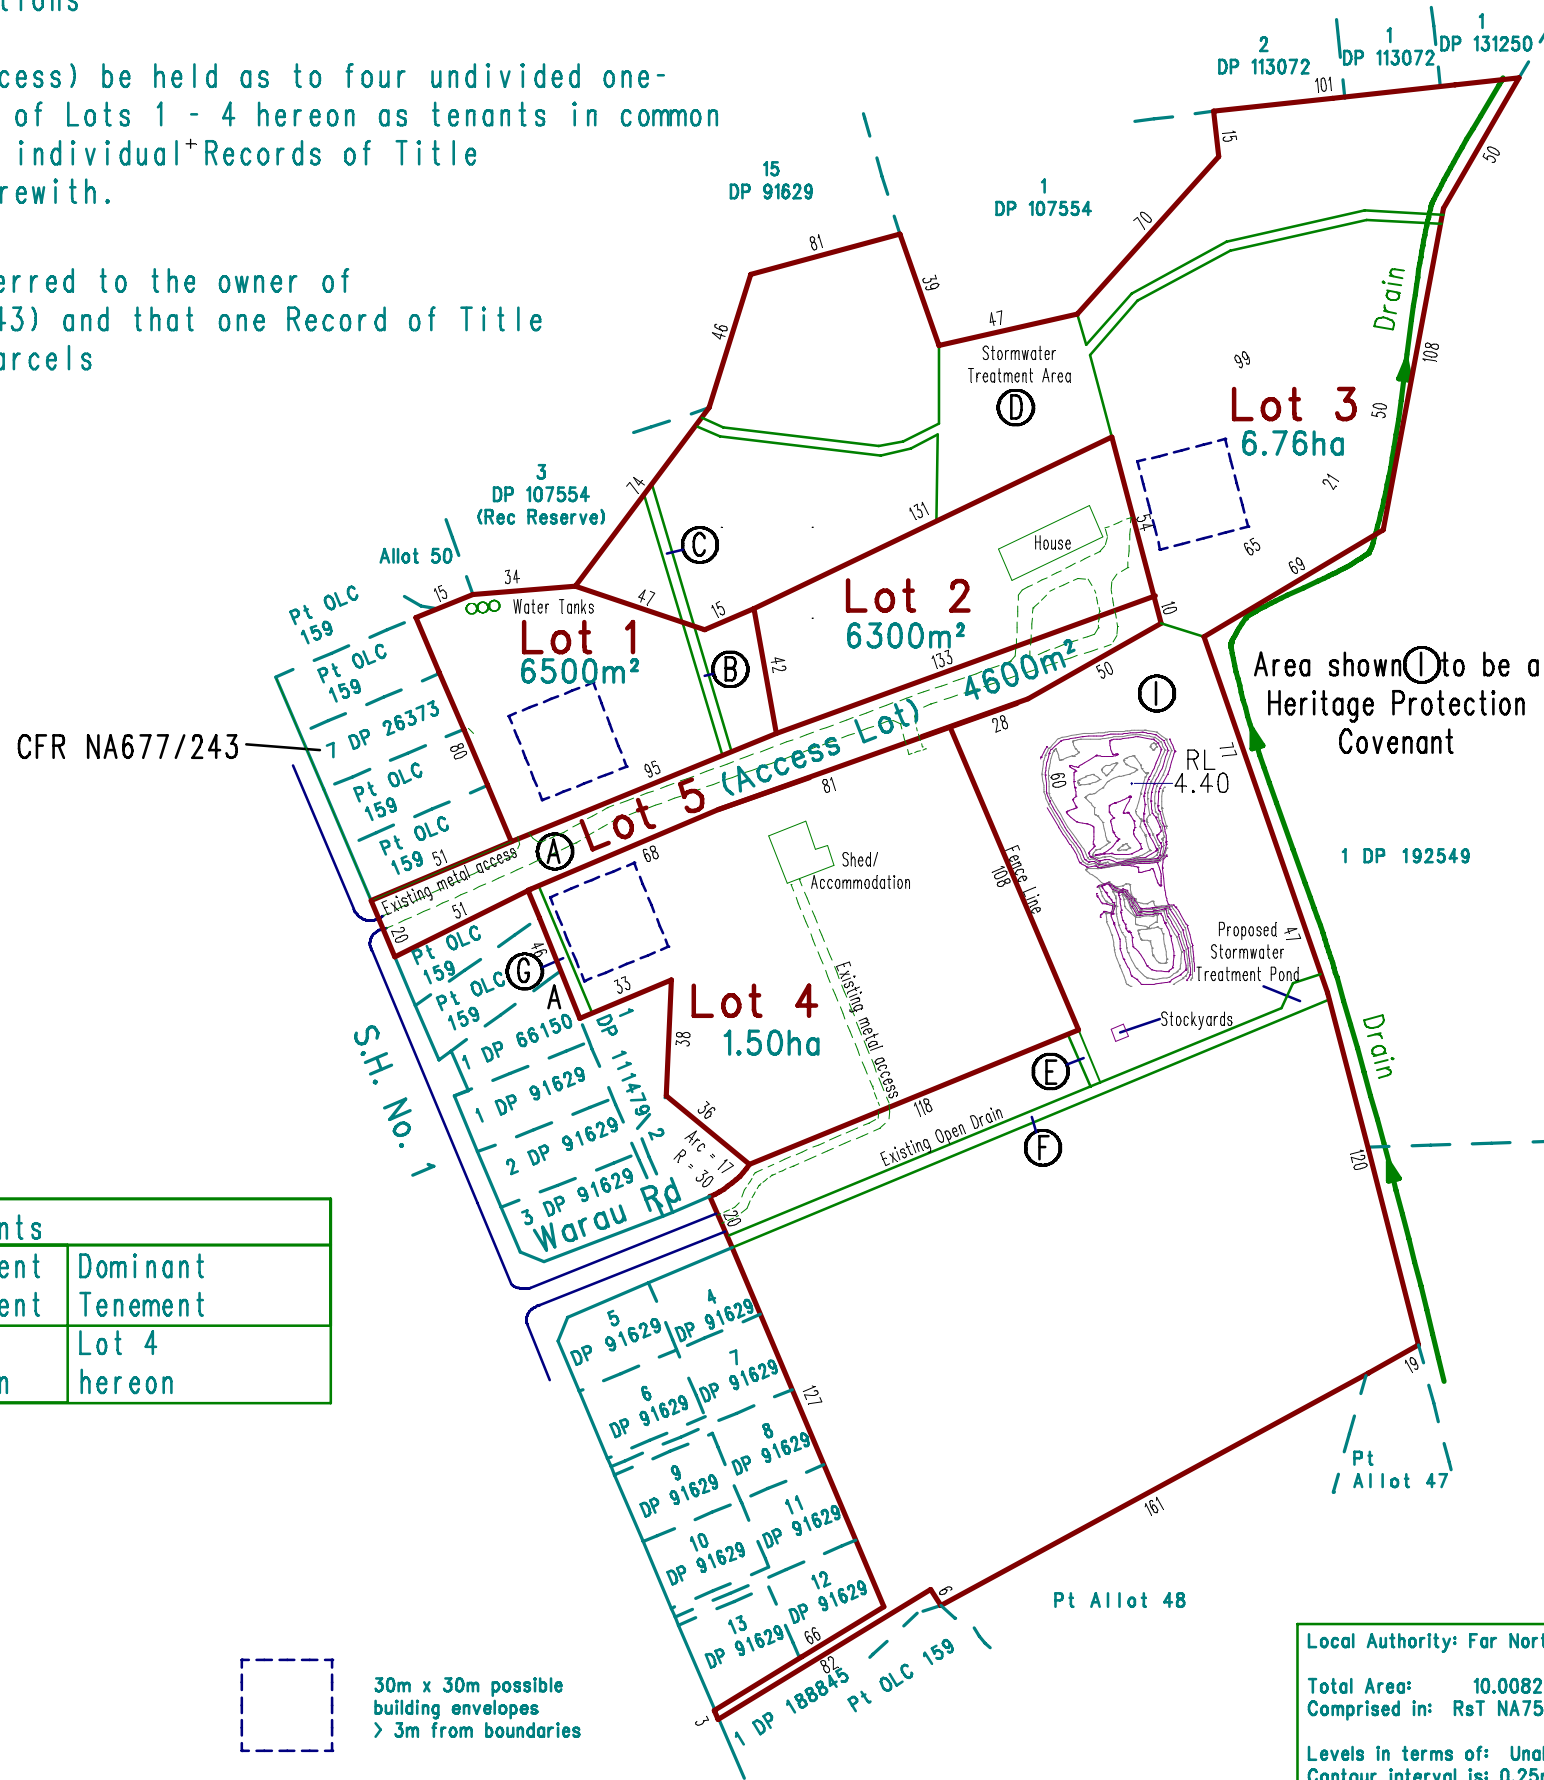 tions
cess) be held as to four undivided one-
of Lots 1 - 4 hereon as tenants in common
individual Records of Title
rewith.
erred to the owner of
43) and that one Record of Title
arcels
2
DP 113072
1
DP 113072
1
DP 131250
101
15
50
70
15
DP 91629
1
DP 107554
81
39
47
46
Stormwater
Treatment Area
D
Drain
108
99
50
Lot 3
6.76ha
21
65
69
3
DP 107554
(Rec Reserve)
74
131
C
54
House
Allot 50
15
34
Water Tanks
47
15
Lot 2
6300m²
10
Pt OLC
159
Pt OLC
159
7 DP 26373
Pt OLC
159
Pt OLC
159
CFR NA677/243
Lot 1
6500m²
B
42
133
80
95
Lot 5 (Access Lot) 4600m²
50
28
I
Area shown I to be a
Heritage Protection
Covenant
77
RL
4.40
60
81
51
Existing metal access
A
68
51
20
Shed/
Accommodation
Fence Line
108
1 DP 192549
Pt OLC
159
Pt OLC
159
46
G
A
33
Lot 4
1.50ha
38
Existing metal access
Proposed
Stormwater
Treatment Pond
47
Stockyards
Drain
S.H. No. 1
1 DP 66150
1 DP 91629
2 DP 91629
3 DP 91629
1
DP 111479
2
36
Arc = 17
R = 30
118
E
Existing Open Drain
F
120
Warau Rd
20
nts
ent
ent
Dominant
Tenement
n
Lot 4
hereon
5
DP 91629
4
DP 91629
6
DP 91629
7
DP 91629
8
DP 91629
9
DP 91629
10
DP 91629
11
DP 91629
12
DP 91629
13
DP 91629
127
19
Pt
Allot 47
161
6
Pt Allot 48
66
82
3
1 DP 188845
Pt OLC 159
30m x 30m possible
building envelopes
> 3m from boundaries
Local Authority: Far Nort
Total Area: 10.0082
Comprised in: RsT NA75
Levels in terms of: Una
Contour interval is: 0.25